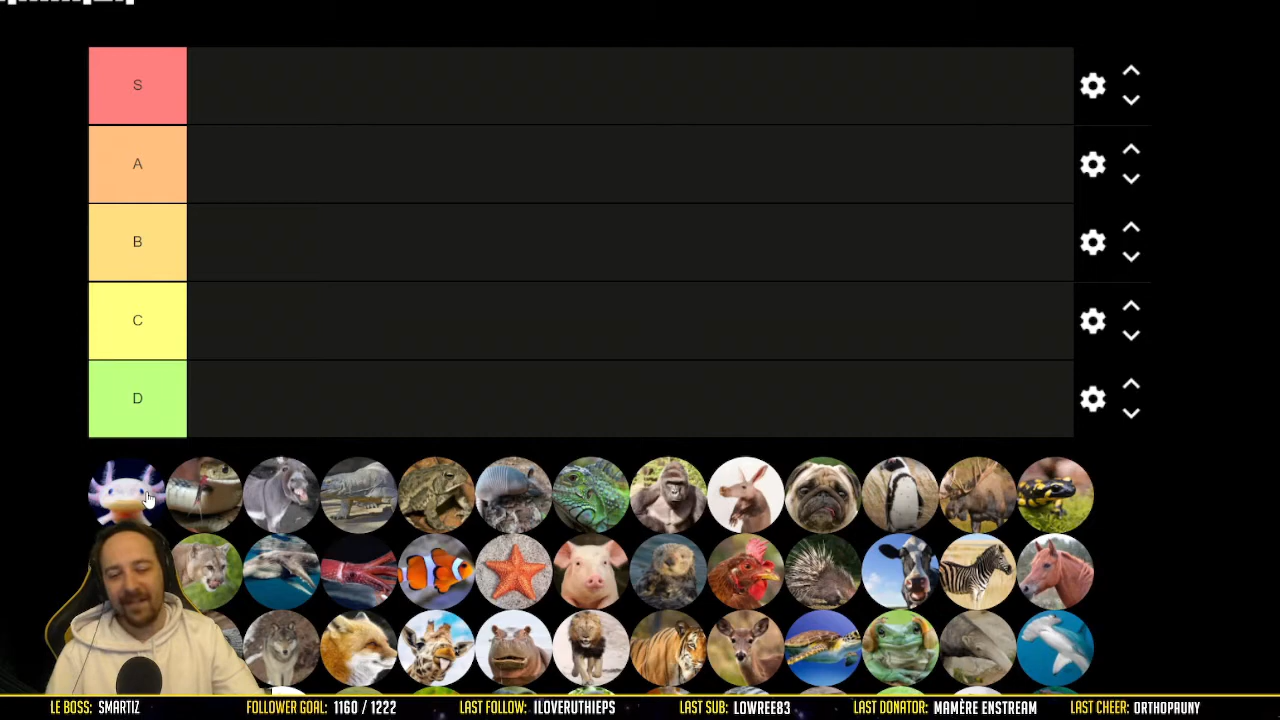 S
A
B
C
D
LE BOSS: SMARTIZ FOLLOWER GOAL: 1160 / 1222 LAST FOLLOW: ILOVERUTHIEPS LAST SUB: LOWREE83 LAST DONATOR: MAMÈRE ENSTREAM LAST CHEER: ORTHOPAUNY